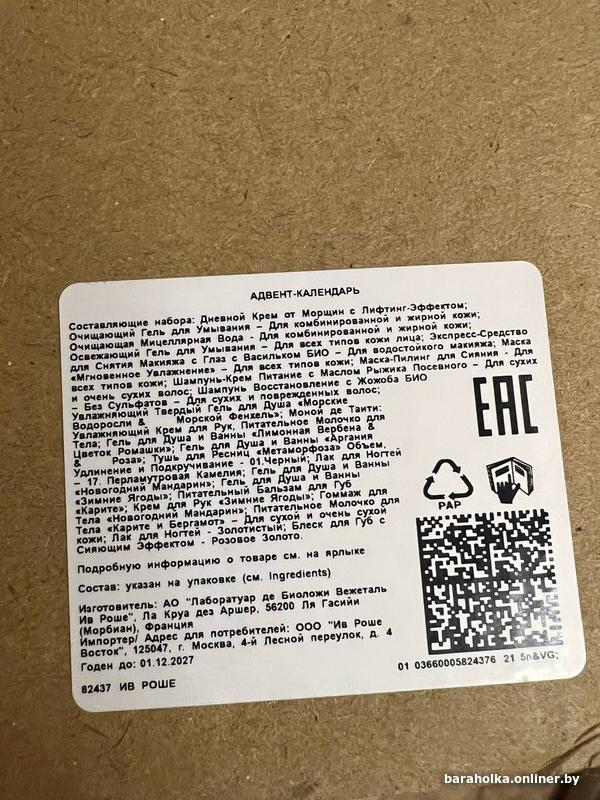 АДВЕНТ-КАЛЕНДАРЬ
Составляющие набора: Дневной Крем от Морщин с Лифтинг-Эффектом;
Очищающий Гель для Умывания – Для комбинированной и жирной кожи;
Очищающая Мицеллярная Вода - Для комбинированной и жирной кожи;
Освежающий Гель для Умывания – Для всех типов кожи лица; Экспресс-Средство
для Снятия Макияжа с Глаз с Васильком БИО – Для водостойкого макияжа; Маска
«Мгновенное Увлажнение» – Для всех типов кожи; Маска-Пилинг для Сияния - Для
всех типов кожи; Шампунь-Крем Питание с Маслом Рыжика Посевного – Для сухих
и очень сухих волос; Шампунь Восстановление с Жожоба БИО
– Без Сульфатов – Для сухих и поврежденных волос;
Увлажняющий Твердый Гель для Душа «Морские
Водоросли & Морской Фенхель»; Моной де Таити:
Увлажняющий Крем для Рук, Питательное Молочко для
Тела; Гель для Душа и Ванны «Лимонная Вербена &
Цветок Ромашки»; Гель для Душа и Ванны «Аргания
& Роза»; Тушь для Ресниц «Метаморфоза» Объем,
Удлинение и Подкручивание - 01.Черный; Лак для Ногтей
– 17. Перламутровая Камелия; Гель для Душа и Ванны
«Новогодний Мандарин»; Гель для Душа и Ванны
«Зимние Ягоды»; Питательный Бальзам для Губ
«Карите»; Крем для Рук «Зимние Ягоды»; Гоммаж для
Тела «Новогодний Мандарин»; Питательное Молочко для
Тела «Карите и Бергамот» – Для сухой и очень сухой
кожи; Лак для Ногтей - Золотистый; Блеск для Губ с
Сияющим Эффектом - Розовое Золото.
Подробную информацию о товаре см. на ярлыке
Состав: указан на упаковке (см. Ingredients)
Изготовитель: АО "Лаборатуар де Биоложи Вежеталь
Ив Роше", Ла Круа дез Аршер, 56200 Ля Гасийи
(Морбиан), Франция
Импортер/ Адрес для потребителей: ООО "Ив Роше
Восток", 125047, г. Москва, 4-й Лесной переулок, д. 4
Годен до: 01.12.2027
82437 ИВ РОШЕ
EAC
PAP
01 03660005824376 21 5n&VG;
baraholka.onliner.by